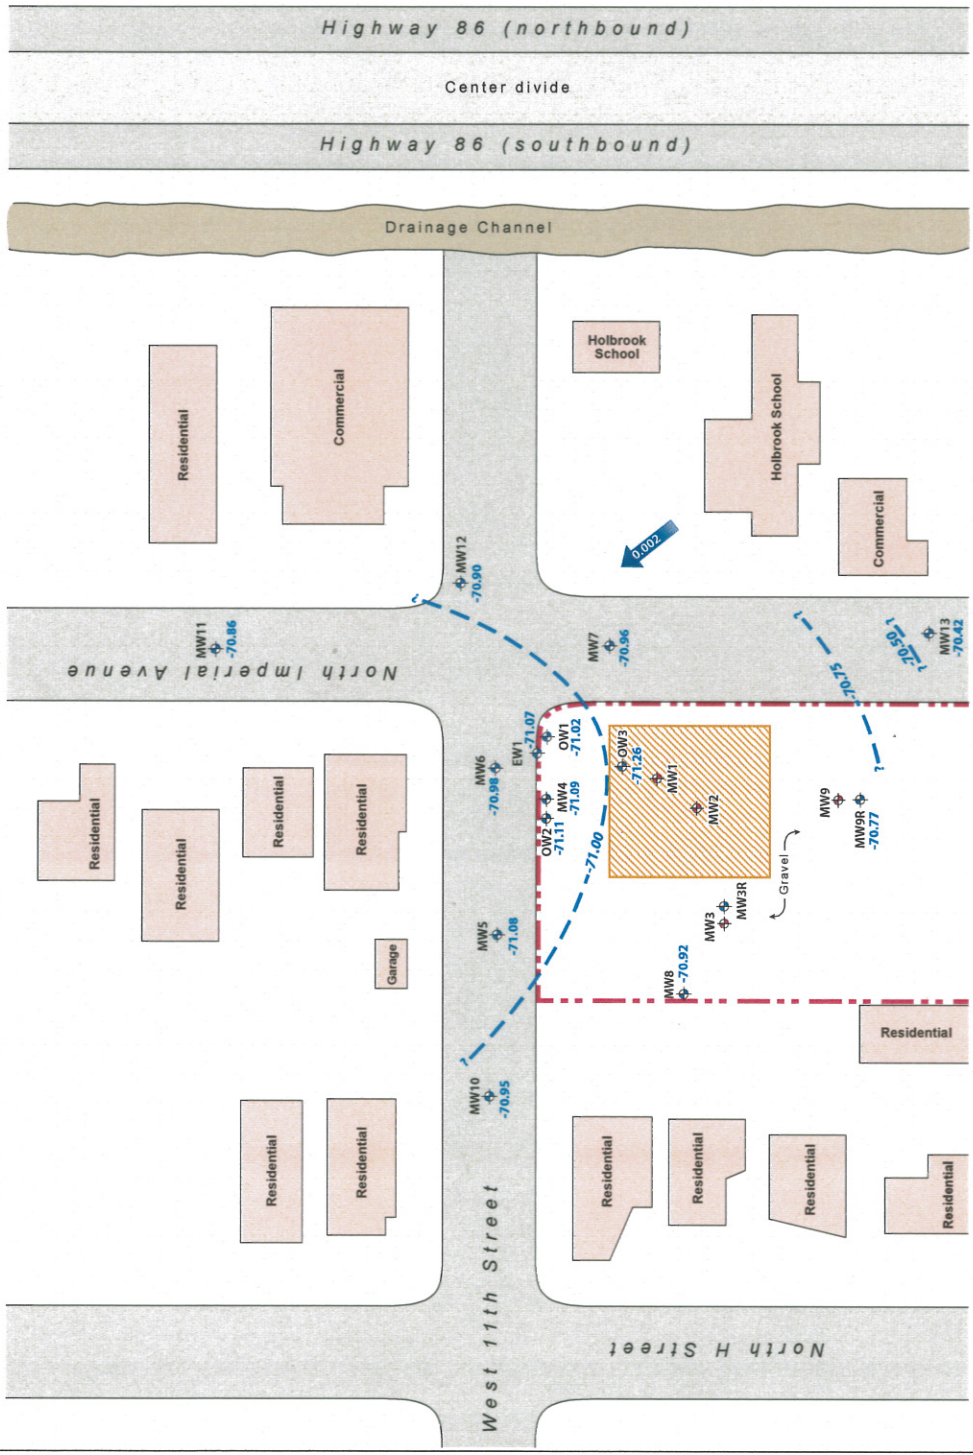 Highway 86 (northbound)
Center divide
Highway 86 (southbound)
Drainage Channel
Residential
Commercial
Holbrook
School
Holbrook School
Commercial
0.002
MW12
-70.90
?
MW11
-70.86
North Imperial Avenue
MW7
-70.96
?
-70.75
?
-70.50 ?
?
MW13
-70.42
EW1
-71.07
OW1
-71.02
MW6
-70.98
MW4
-71.09
OW2
-71.11
OW3
-71.26
MW1
MW2
-71.00
MW9
MW9R
-70.77
Gravel
MW3
MW3R
MW8
-70.92
MW5
-71.08
?
MW10
-70.95
Residential
Residential
Residential
Residential
Garage
Residential
Residential
Residential
Residential
Residential
Residential
Residential
West 11th Street
North H Street